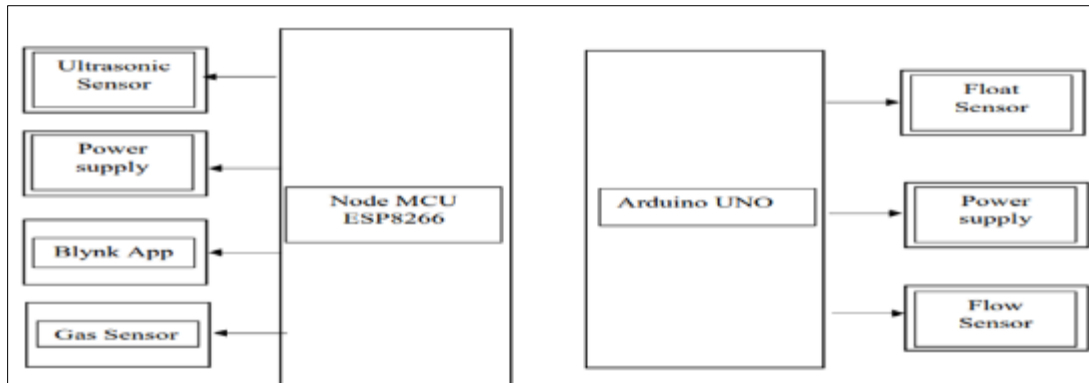 Ultrasonic
Sensor
Power
supply
Blynk App
Gas Sensor
Node MCU
ESP8266
Arduino UNO
Float
Sensor
Power
supply
Flow
Sensor